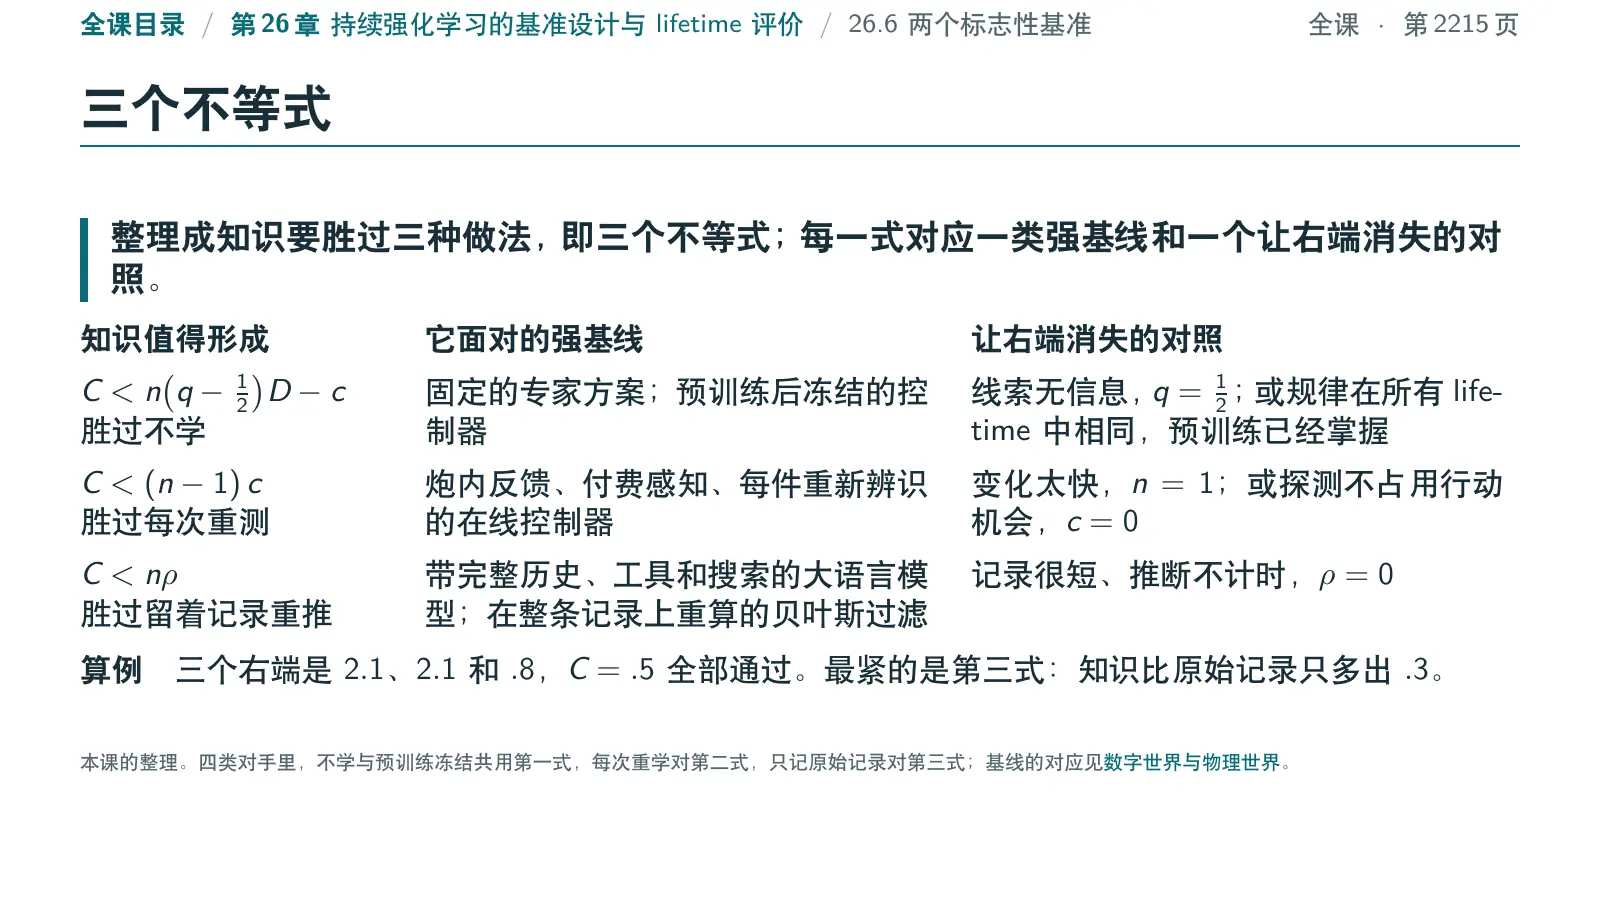 全课目录 / 第 26 章 持续强化学习的基准设计与 lifetime 评价 / 26.6 两个标志性基准
全课 · 第 2215 页
三个不等式
整理成知识要胜过三种做法，即三个不等式；每一式对应一类强基线和一个让右端消失的对
照。
知识值得形成
它面对的强基线
让右端消失的对照
C < n(q − 1/2) D − c
胜过不学
固定的专家方案；预训练后冻结的控
制器
线索无信息，q = 1/2；或规律在所有 life-
time 中相同，预训练已经掌握
C < (n − 1) c
胜过每次重测
炮内反馈、付费感知、每件重新辨识
的在线控制器
变化太快，n = 1；或探测不占用行动
机会，c = 0
C < nρ
胜过留着记录重推
带完整历史、工具和搜索的大语言模
型；在整条记录上重算的贝叶斯过滤
记录很短、推断不计时，ρ = 0
算例 三个右端是 2.1、2.1 和 .8，C = .5 全部通过。最紧的是第三式：知识比原始记录只多出 .3。
本课的整理。四类对手里，不学与预训练冻结共用第一式，每次重学对第二式，只记原始记录对第三式；基线的对应见数字世界与物理世界。